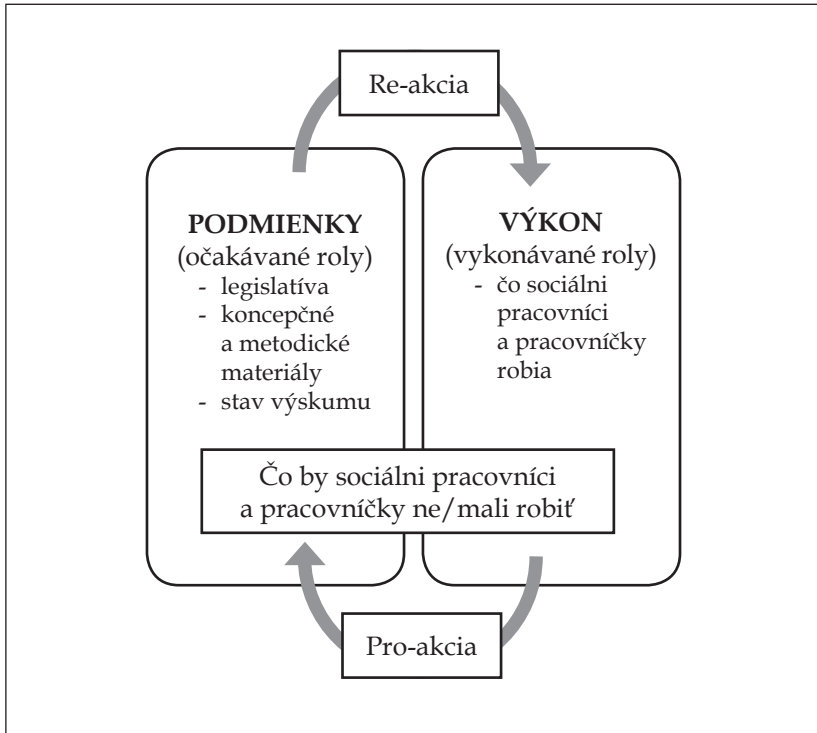 Re-akcia
PODMIENKY
(očakávané roly)
- legislatíva
- koncepčné
a metodické
materiály
- stav výskumu
VÝKON
(vykonávané roly)
- čo sociálni
pracovníci
a pracovníčky
robia
Čo by sociálni pracovníci
a pracovníčky ne/mali robiť
Pro-akcia